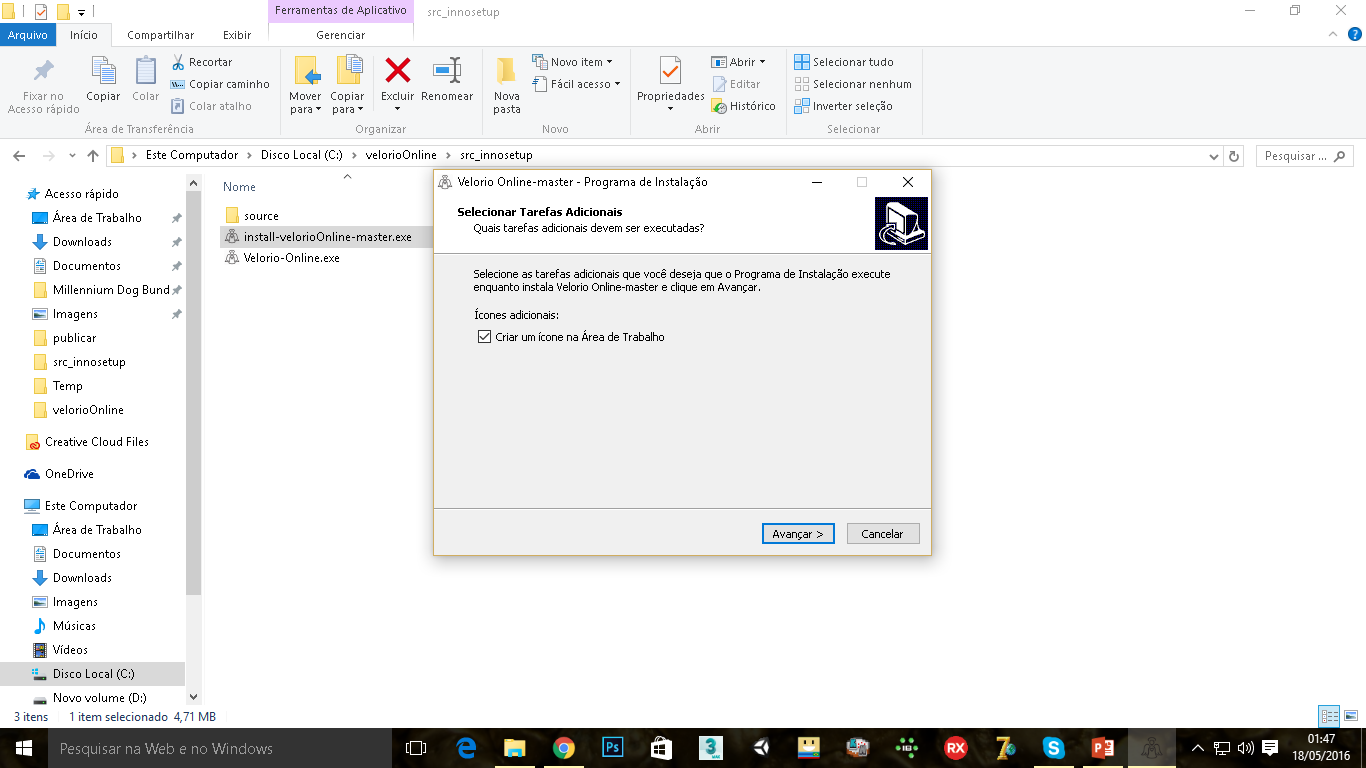 Ferramentas de Aplicativo
src_innosetup
Arquivo
Início
Compartilhar
Exibir
Gerenciar
Fixar no
Acesso rápido
Copiar
Colar
Recortar
Copiar caminho
Colar atalho
Mover
para
Copiar
para
Excluir
Renomear
Nova
pasta
Novo item
Fácil acesso
Propriedades
Abrir
Editar
Histórico
Selecionar tudo
Selecionar nenhum
Inverter seleção
Área de Transferência
Organizar
Novo
Abrir
Selecionar
Este Computador
Disco Local (C:)
velorioOnline
src_innosetup
Pesquisar ...
Acesso rápido
Área de Trabalho
Downloads
Documentos
Millennium Dog Bund
Imagens
publicar
src_innosetup
Temp
velorioOnline
Creative Cloud Files
OneDrive
Este Computador
Área de Trabalho
Documentos
Downloads
Imagens
Músicas
Vídeos
Disco Local (C:)
Novo volume (D:)
Nome
source
install-velorioOnline-master.exe
Velorio-Online.exe
Velorio Online-master - Programa de Instalação
Selecionar Tarefas Adicionais
Quais tarefas adicionais devem ser executadas?
Selecione as tarefas adicionais que você deseja que o Programa de Instalação execute
enquanto instala Velorio Online-master e clique em Avançar.
Ícones adicionais:
Criar um ícone na Área de Trabalho
Avançar >
Cancelar
3 itens
1 item selecionado 4,71 MB
Pesquisar na Web e no Windows
Ps
3
RX
7
S
P
01:47
18/05/2016